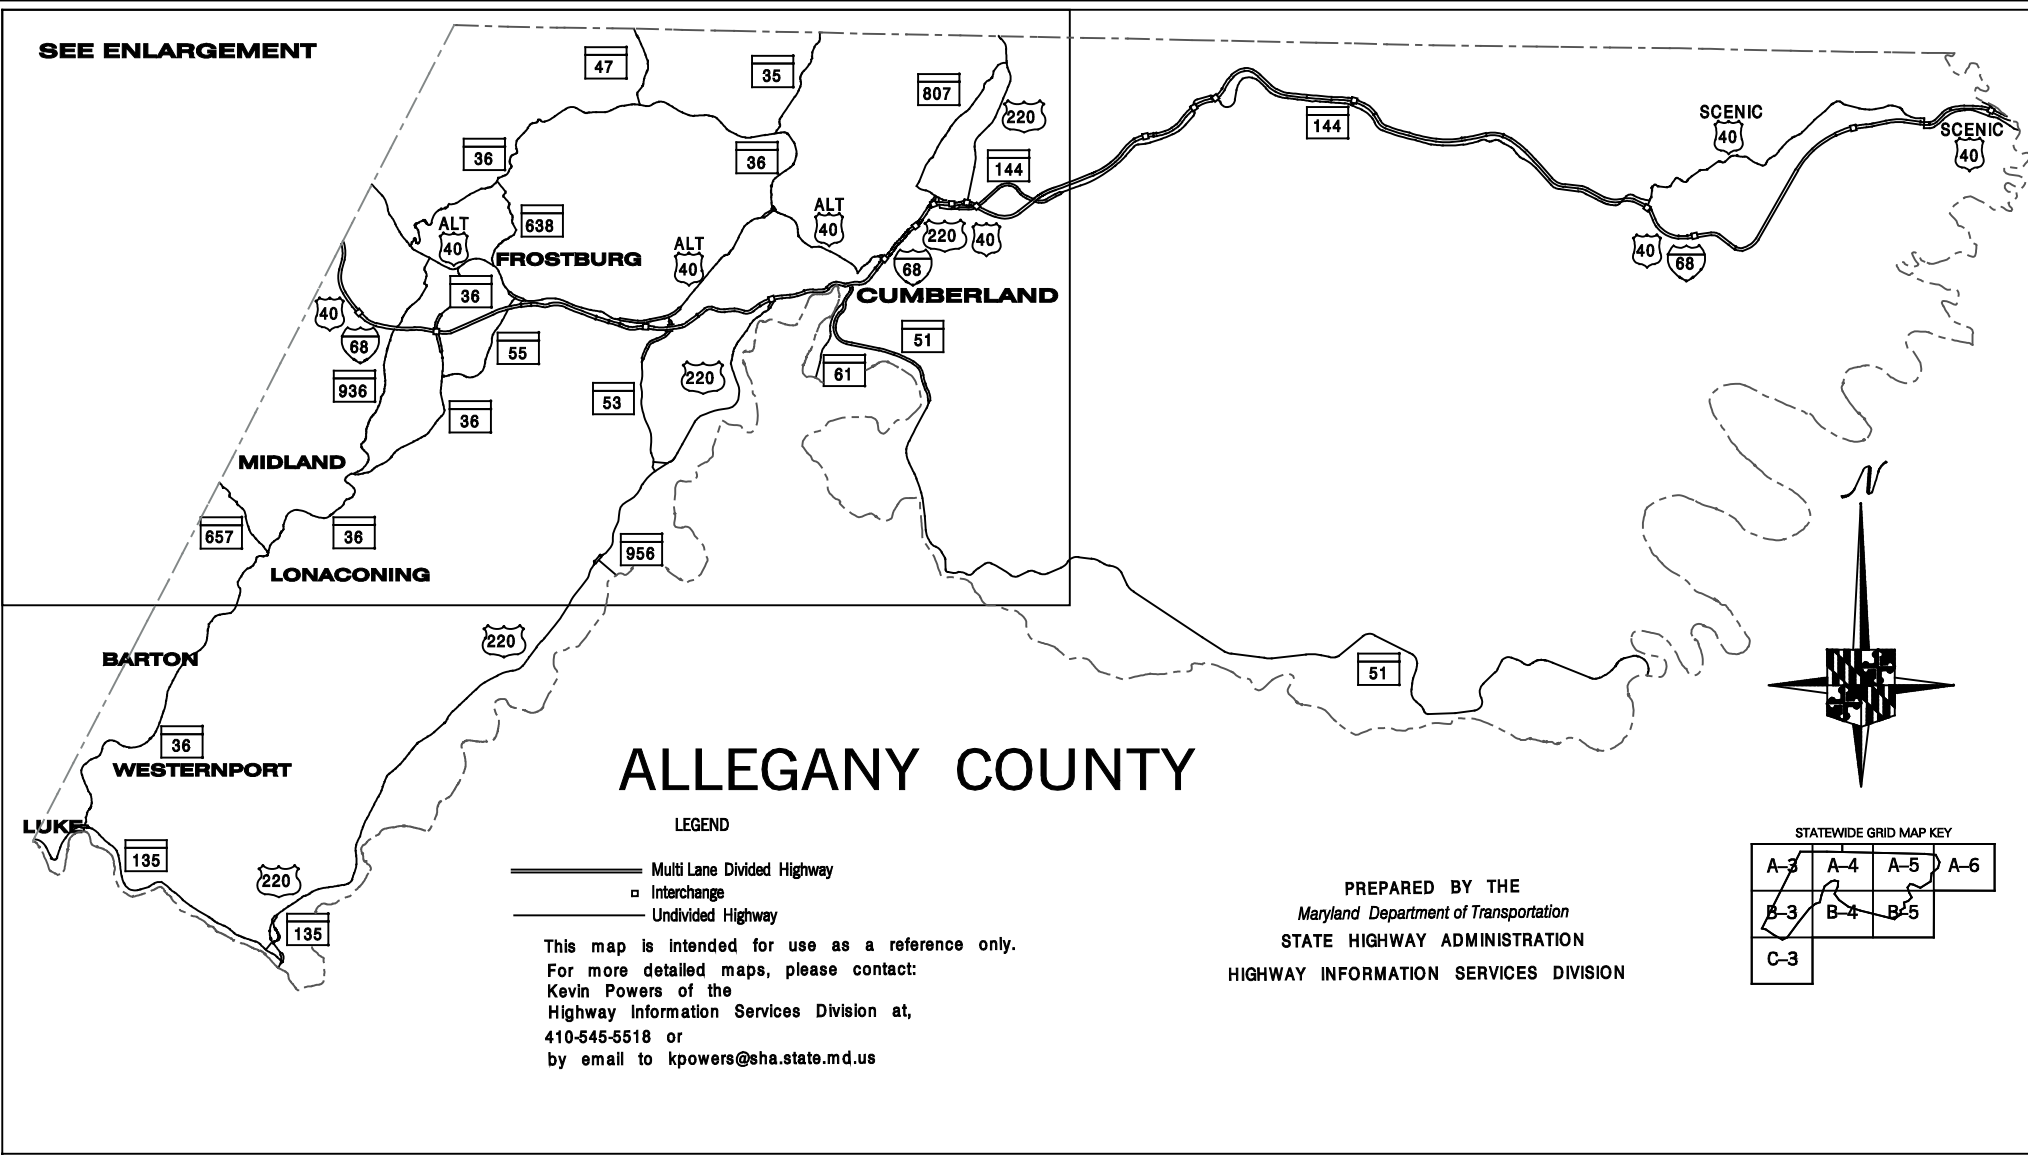 SEE ENLARGEMENT
47
35
807
220
SCENIC
40
144
SCENIC
40
36
36
144
638
ALT
40
ALT
40
ALT
40
220
40
68
FROSTBURG
36
CUMBERLAND
40
68
40
68
55
51
61
936
220
53
36
MIDLAND
657
36
956
LONACONING
N
220
BARTON
51
36
WESTERNPORT
ALLEGANY COUNTY
LUKE
135
220
135
LEGEND
Multi Lane Divided Highway
Interchange
Undivided Highway
This map is intended for use as a reference only.
For more detailed maps, please contact:
Kevin Powers of the
Highway Information Services Division at,
410-545-5518 or
by email to kpowers@sha.state.md.us
PREPARED BY THE
Maryland Department of Transportation
STATE HIGHWAY ADMINISTRATION
HIGHWAY INFORMATION SERVICES DIVISION
STATEWIDE GRID MAP KEY
A-3 A-4 A-5 A-6
B-3 B-4 B-5
C-3